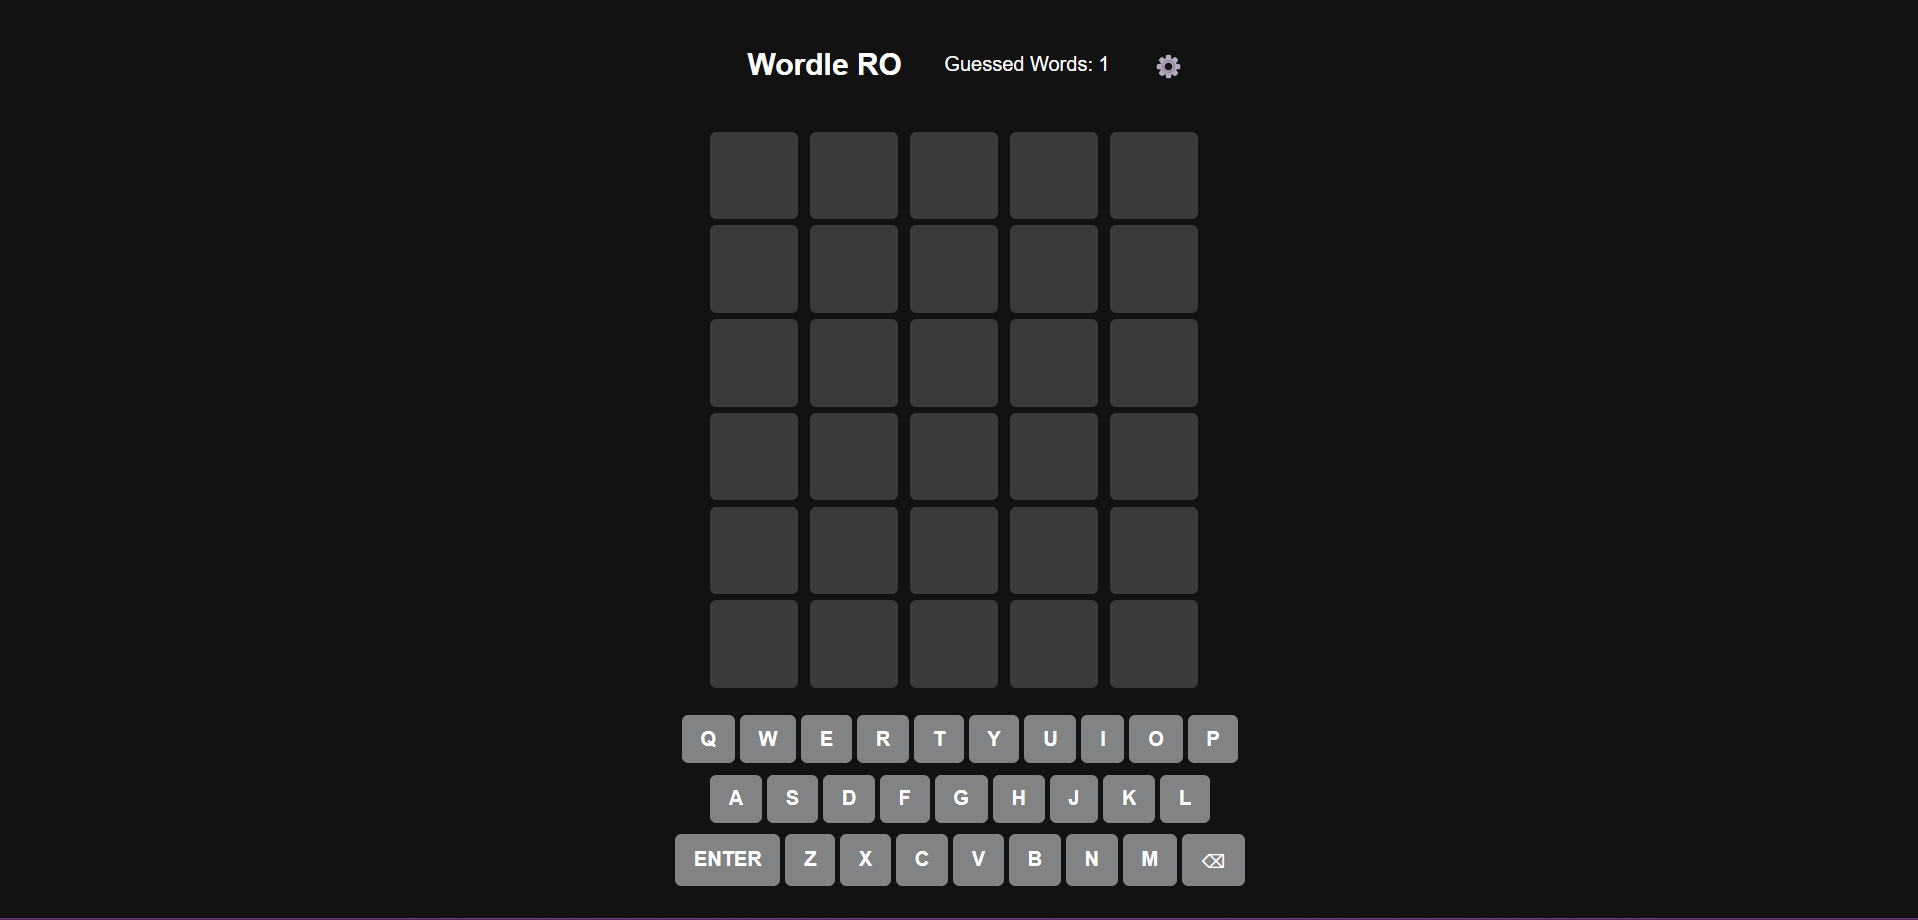 Wordle RO Guessed Words: 1
Q W E R T Y U I O P
A S D F G H J K L
ENTER Z X C V B N M ⌫